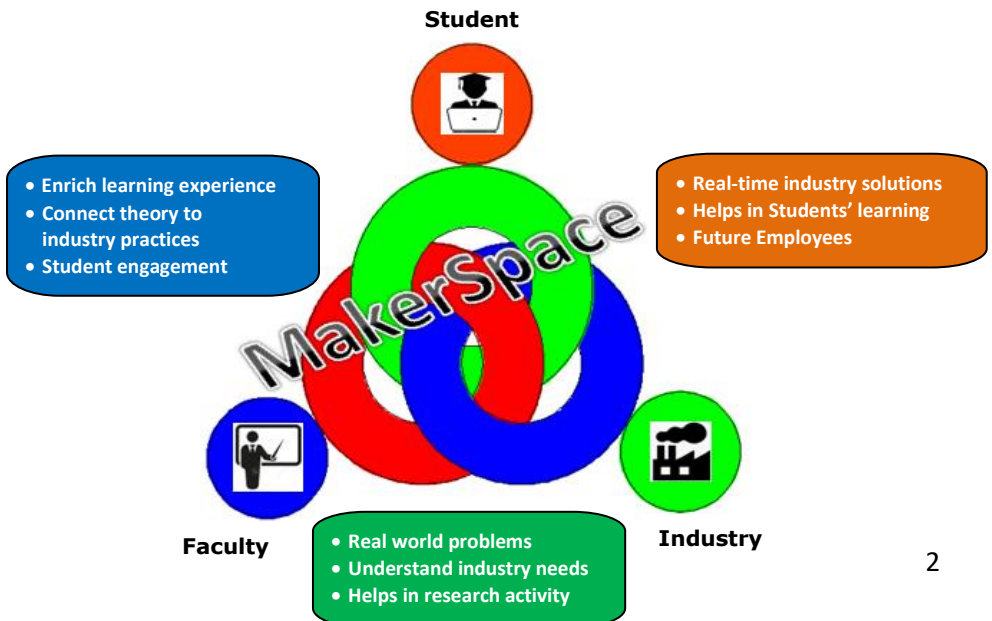 Student
• Enrich learning experience
• Connect theory to
industry practices
• Student engagement
• Real-time industry solutions
• Helps in Students’ learning
• Future Employees
MakerSpace
Faculty
• Real world problems
• Understand industry needs
• Helps in research activity
Industry
2